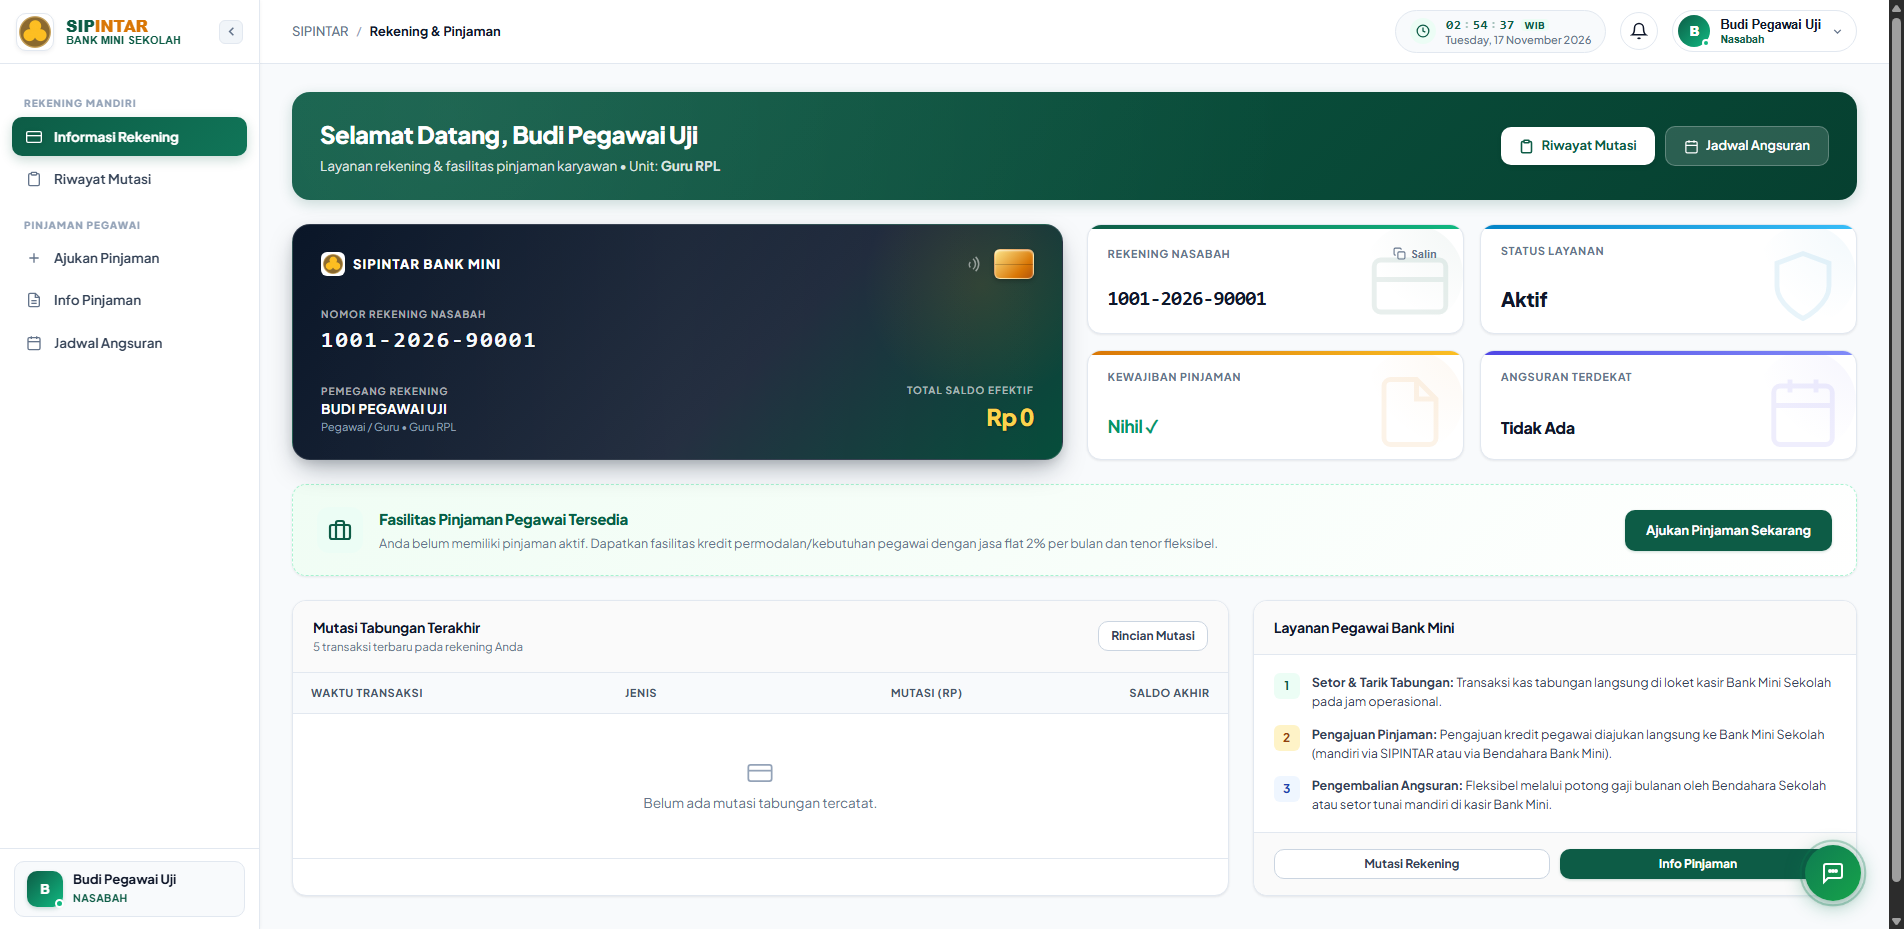 SIPINTAR
BANK MINI SEKOLAH
SIPINTAR / Rekening & Pinjaman
02 : 54 : 37 WIB
Tuesday, 17 November 2026
B
Budi Pegawai Uji
Nasabah
REKENING MANDIRI
Informasi Rekening
Riwayat Mutasi
PINJAMAN PEGAWAI
Ajukan Pinjaman
Info Pinjaman
Jadwal Angsuran
B
Budi Pegawai Uji
NASABAH
Selamat Datang, Budi Pegawai Uji
Layanan rekening & fasilitas pinjaman karyawan • Unit: Guru RPL
Riwayat Mutasi
Jadwal Angsuran
SIPINTAR BANK MINI
NOMOR REKENING NASABAH
1001-2026-90001
PEMEGANG REKENING
BUDI PEGAWAI UJI
Pegawai / Guru • Guru RPL
TOTAL SALDO EFEKTIF
Rp 0
REKENING NASABAH
Salin
1001-2026-90001
STATUS LAYANAN
Aktif
KEWAJIBAN PINJAMAN
Nihil ✓
ANGSURAN TERDEKAT
Tidak Ada
Fasilitas Pinjaman Pegawai Tersedia
Anda belum memiliki pinjaman aktif. Dapatkan fasilitas kredit permodalan/kebutuhan pegawai dengan jasa flat 2% per bulan dan tenor fleksibel.
Ajukan Pinjaman Sekarang
Mutasi Tabungan Terakhir
5 transaksi terbaru pada rekening Anda
Rincian Mutasi
WAKTU TRANSAKSI JENIS MUTASI (RP) SALDO AKHIR
Belum ada mutasi tabungan tercatat.
Layanan Pegawai Bank Mini
1 Setor & Tarik Tabungan: Transaksi kas tabungan langsung di loket kasir Bank Mini Sekolah
pada jam operasional.
2 Pengajuan Pinjaman: Pengajuan kredit pegawai diajukan langsung ke Bank Mini Sekolah
(mandiri via SIPINTAR atau via Bendahara Bank Mini).
3 Pengembalian Angsuran: Fleksibel melalui potong gaji bulanan oleh Bendahara Sekolah
atau setor tunai mandiri di kasir Bank Mini.
Mutasi Rekening
Info Pinjaman